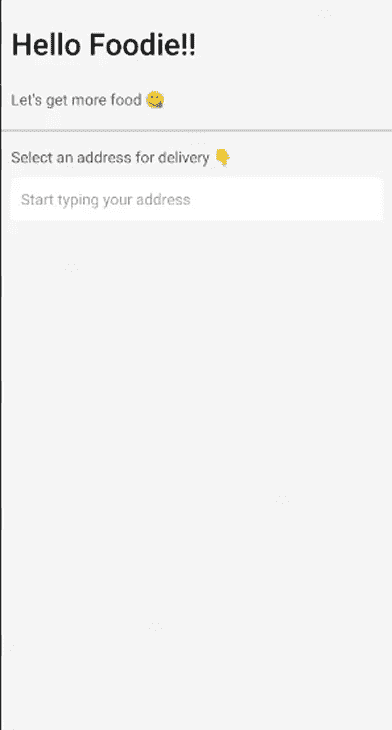 Hello Foodie!!
Let's get more food 😋
Select an address for delivery 👇
Start typing your address